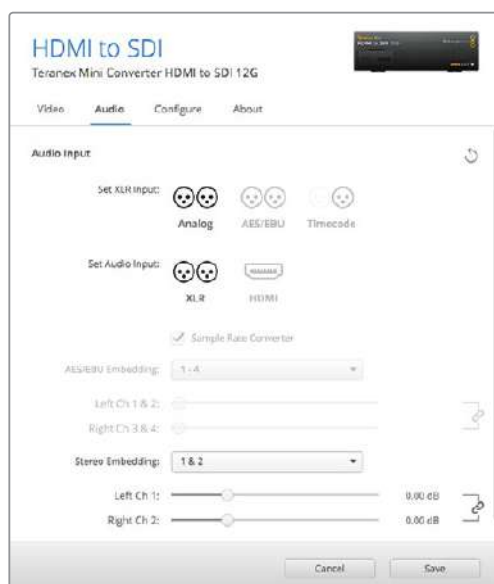 HDMI to SDI
Teranex Mini Converter HDMI to SDI 12G
Video Audio Configure About
Audio Input
Set XLR Input:
Analog AES/EBU Timecode
Set Audio Input:
XLR HDMI
Sample Rate Converter
AES/EBU Embedding: 1 - 4
Left Ch 1 & 2:
Right Ch 3 & 4:
Stereo Embedding: 1 & 2
Left Ch 1: 0.00 dB
Right Ch 2: 0.00 dB
Cancel Save